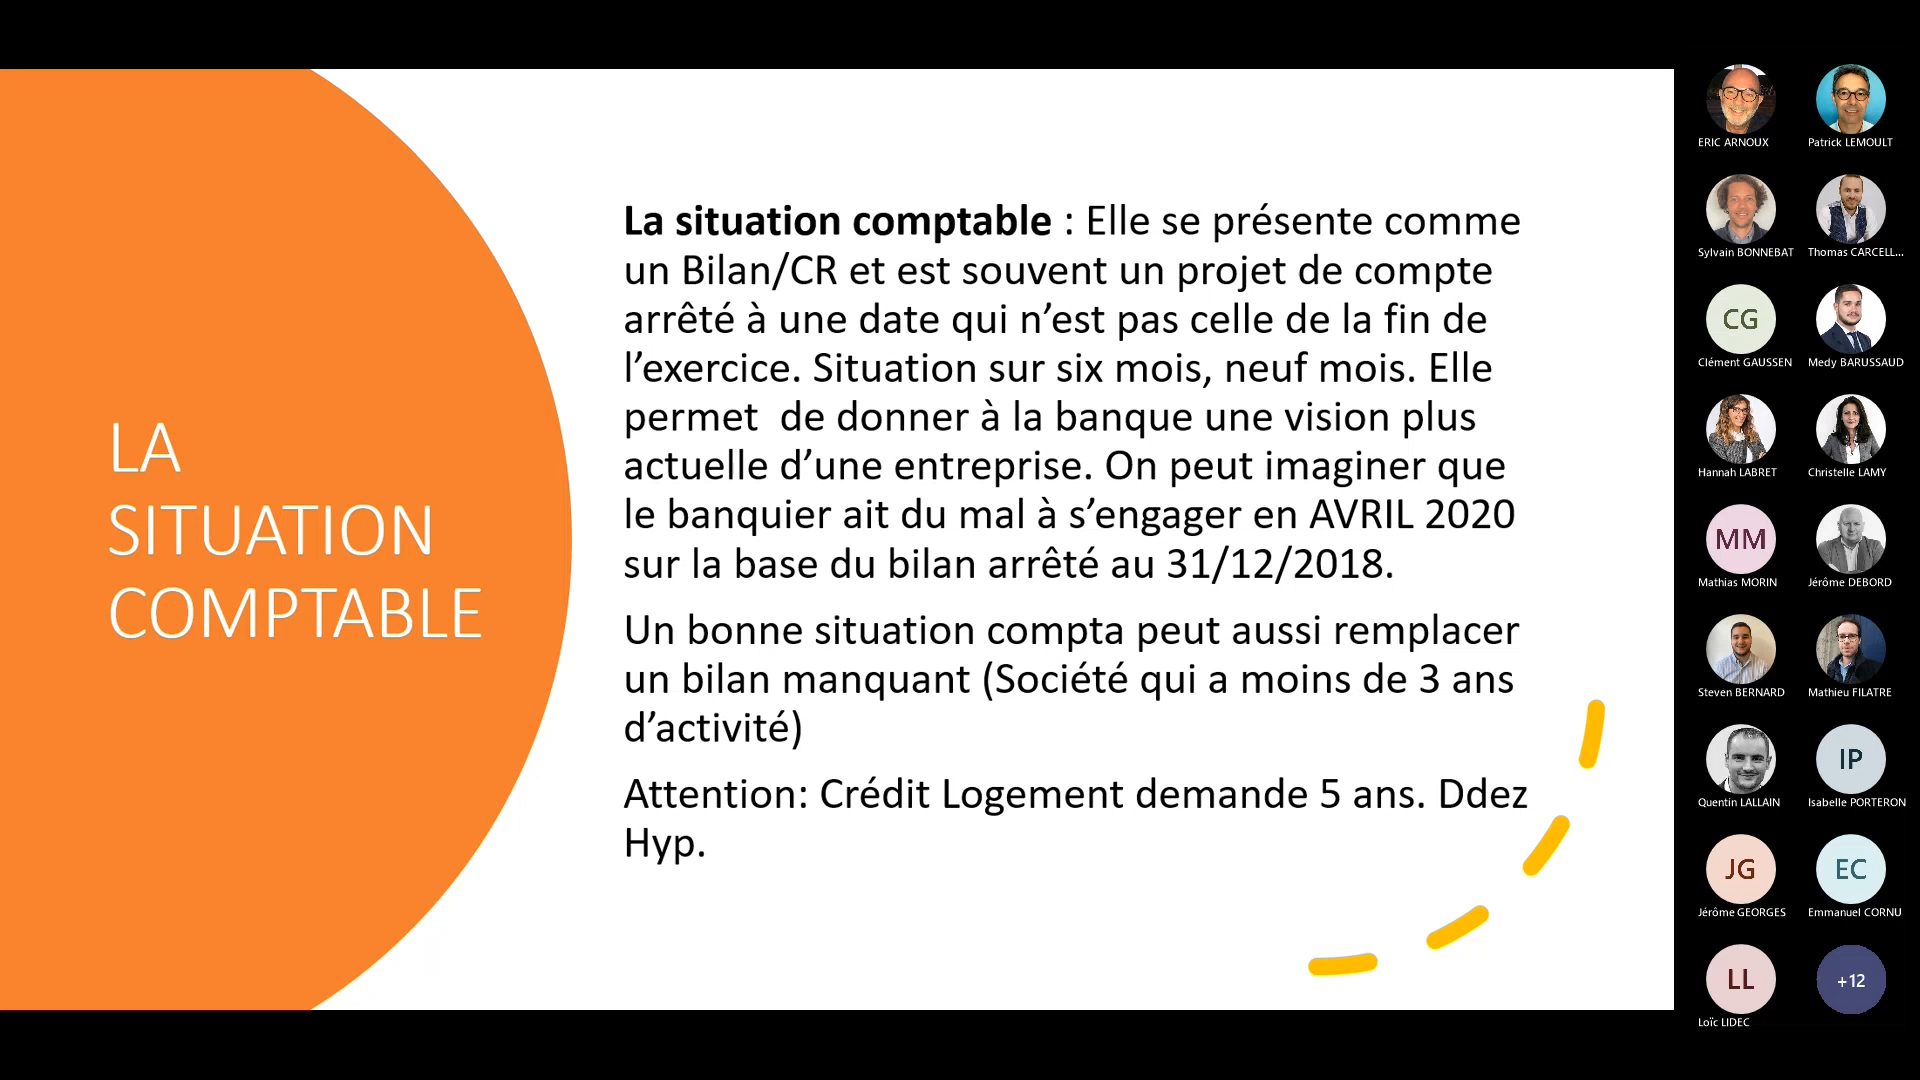 LA
SITUATION
COMPTABLE
La situation comptable : Elle se présente comme
un Bilan/CR et est souvent un projet de compte
arrêté à une date qui n’est pas celle de la fin de
l’exercice. Situation sur six mois, neuf mois. Elle
permet  de donner à la banque une vision plus
actuelle d’une entreprise. On peut imaginer que
le banquier ait du mal à s’engager en AVRIL 2020
sur la base du bilan arrêté au 31/12/2018.
Un bonne situation compta peut aussi remplacer
un bilan manquant (Société qui a moins de 3 ans
d’activité)
Attention: Crédit Logement demande 5 ans. Ddez
Hyp.
ERIC ARNOUX
Patrick LEMOULT
Sylvain BONNEBAT
Thomas CARCELL...
CG
Clément GAUSSEN
Medy BARUSSAUD
Hannah LABRET
Christelle LAMY
MM
Mathias MORIN
Jérôme DEBORD
Steven BERNARD
Mathieu FILATRE
Quentin LALLAIN
IP
Isabelle PORTERON
JG
Jérôme GEORGES
EC
Emmanuel CORNU
LL
Loïc LIDEC
+12